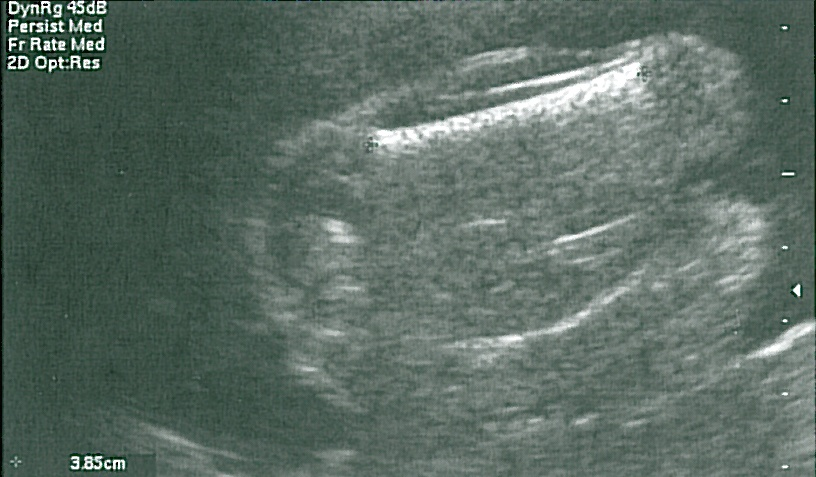 DynRg 45dB
Persist Med
Fr Rate Med
2D Opt:Res
3.85cm